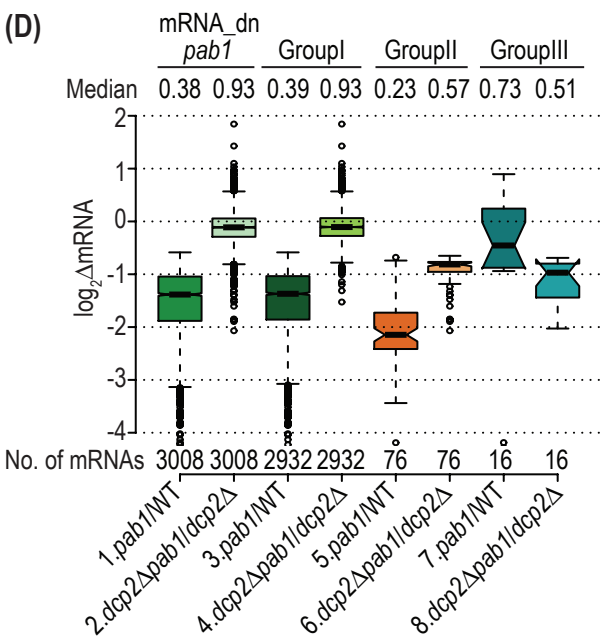 (D)
mRNA_dn
pab1 GroupI GroupII GroupIII
Median 0.38 0.93 0.39 0.93 0.23 0.57 0.73 0.51
2
1
0
-1
-2
-3
-4
log₂ΔmRNA
No. of mRNAs 3008 3008 2932 2932 76 76 16 16
1.pab1/WT
2.dcp2Δpab1/dcp2Δ
3.pab1/WT
4.dcp2Δpab1/dcp2Δ
5.pab1/WT
6.dcp2Δpab1/dcp2Δ
7.pab1/WT
8.dcp2Δpab1/dcp2Δ